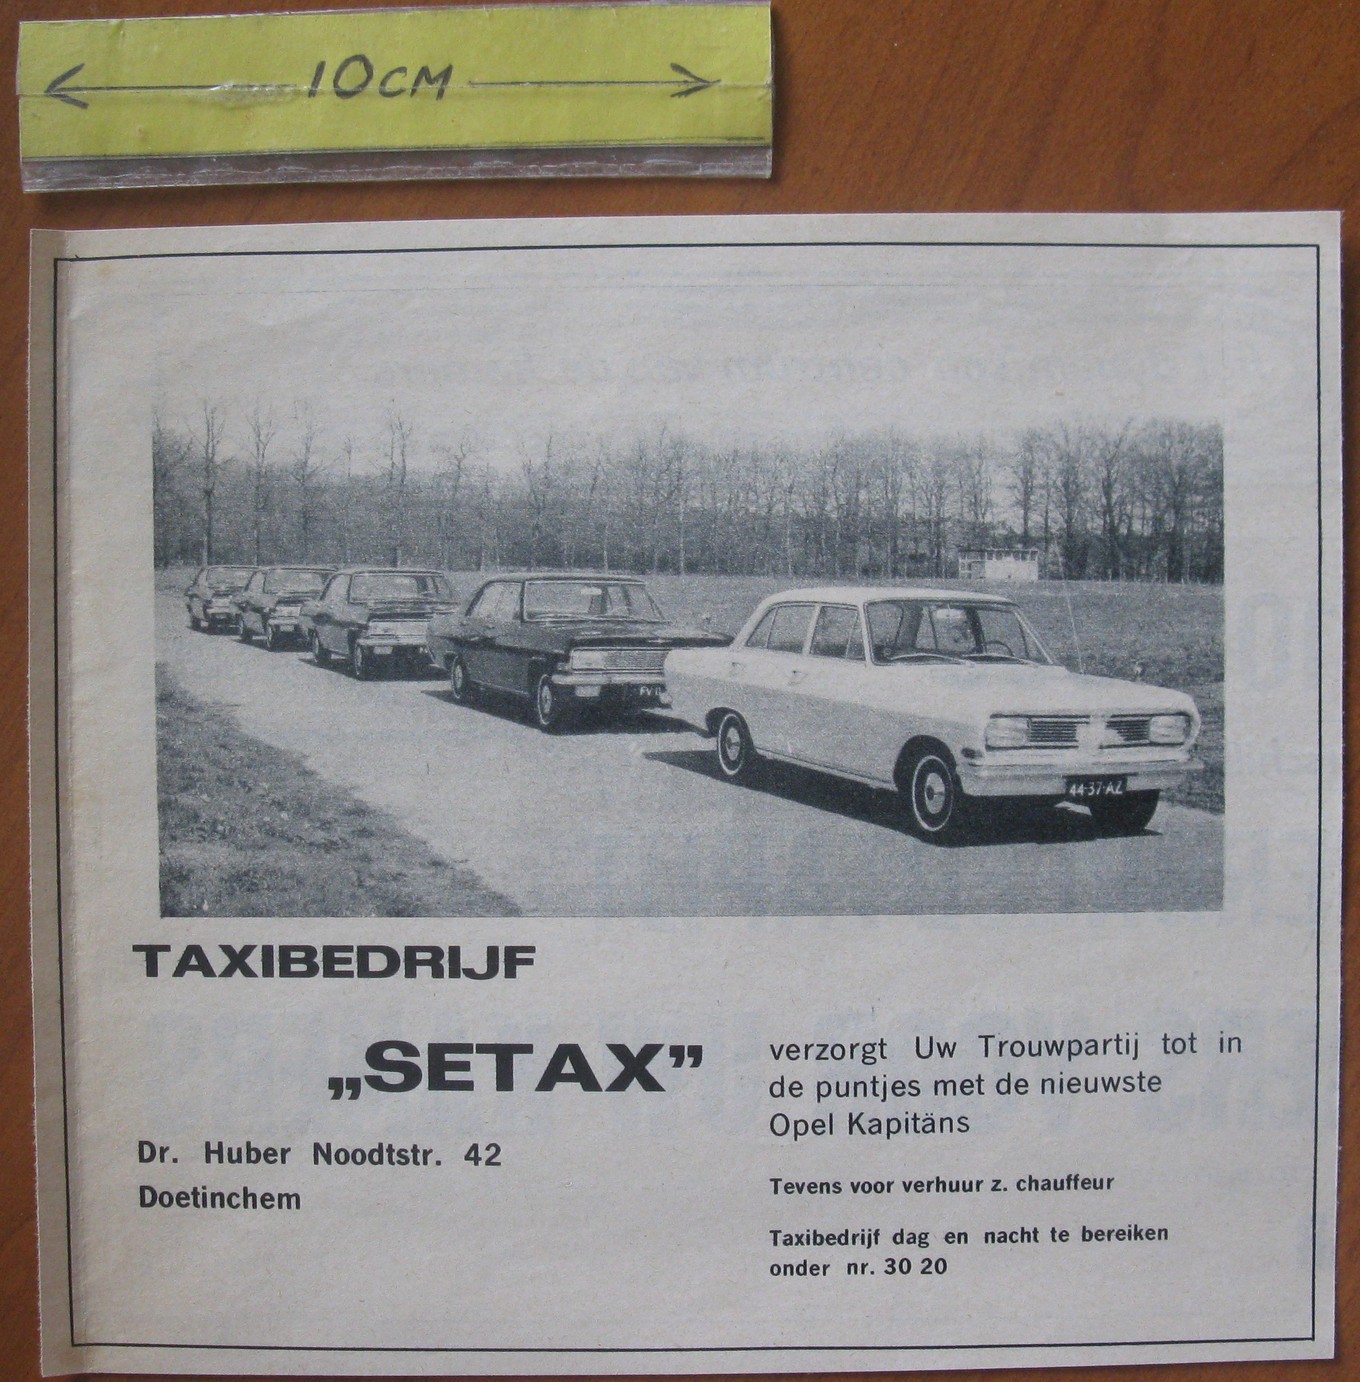 10CM
44-37-AZ
TAXIBEDRIJF
„SETAX”
Dr. Huber Noodtstr. 42
Doetinchem
verzorgt Uw Trouwpartij tot in
de puntjes met de nieuwste
Opel Kapitäns
Tevens voor verhuur z. chauffeur
Taxibedrijf dag en nacht te bereiken
onder nr. 30 20